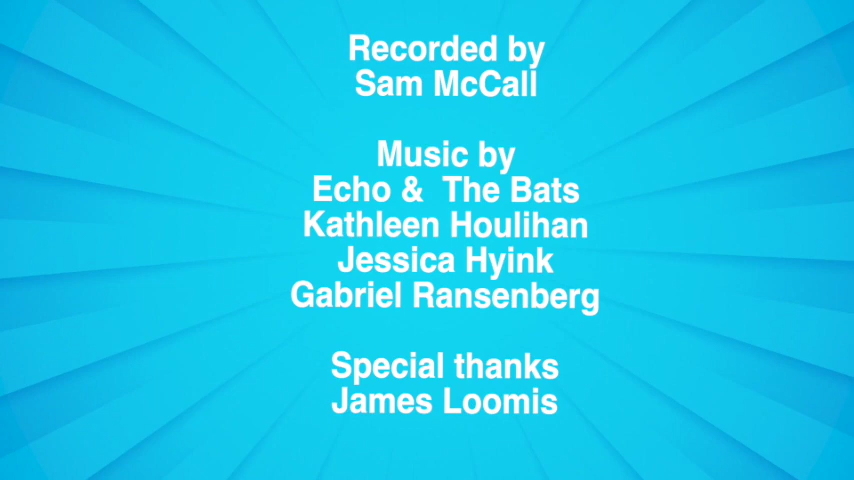 Recorded by
Sam McCall
Music by
Echo &  The Bats
Kathleen Houlihan
Jessica Hyink
Gabriel Ransenberg
Special thanks
James Loomis